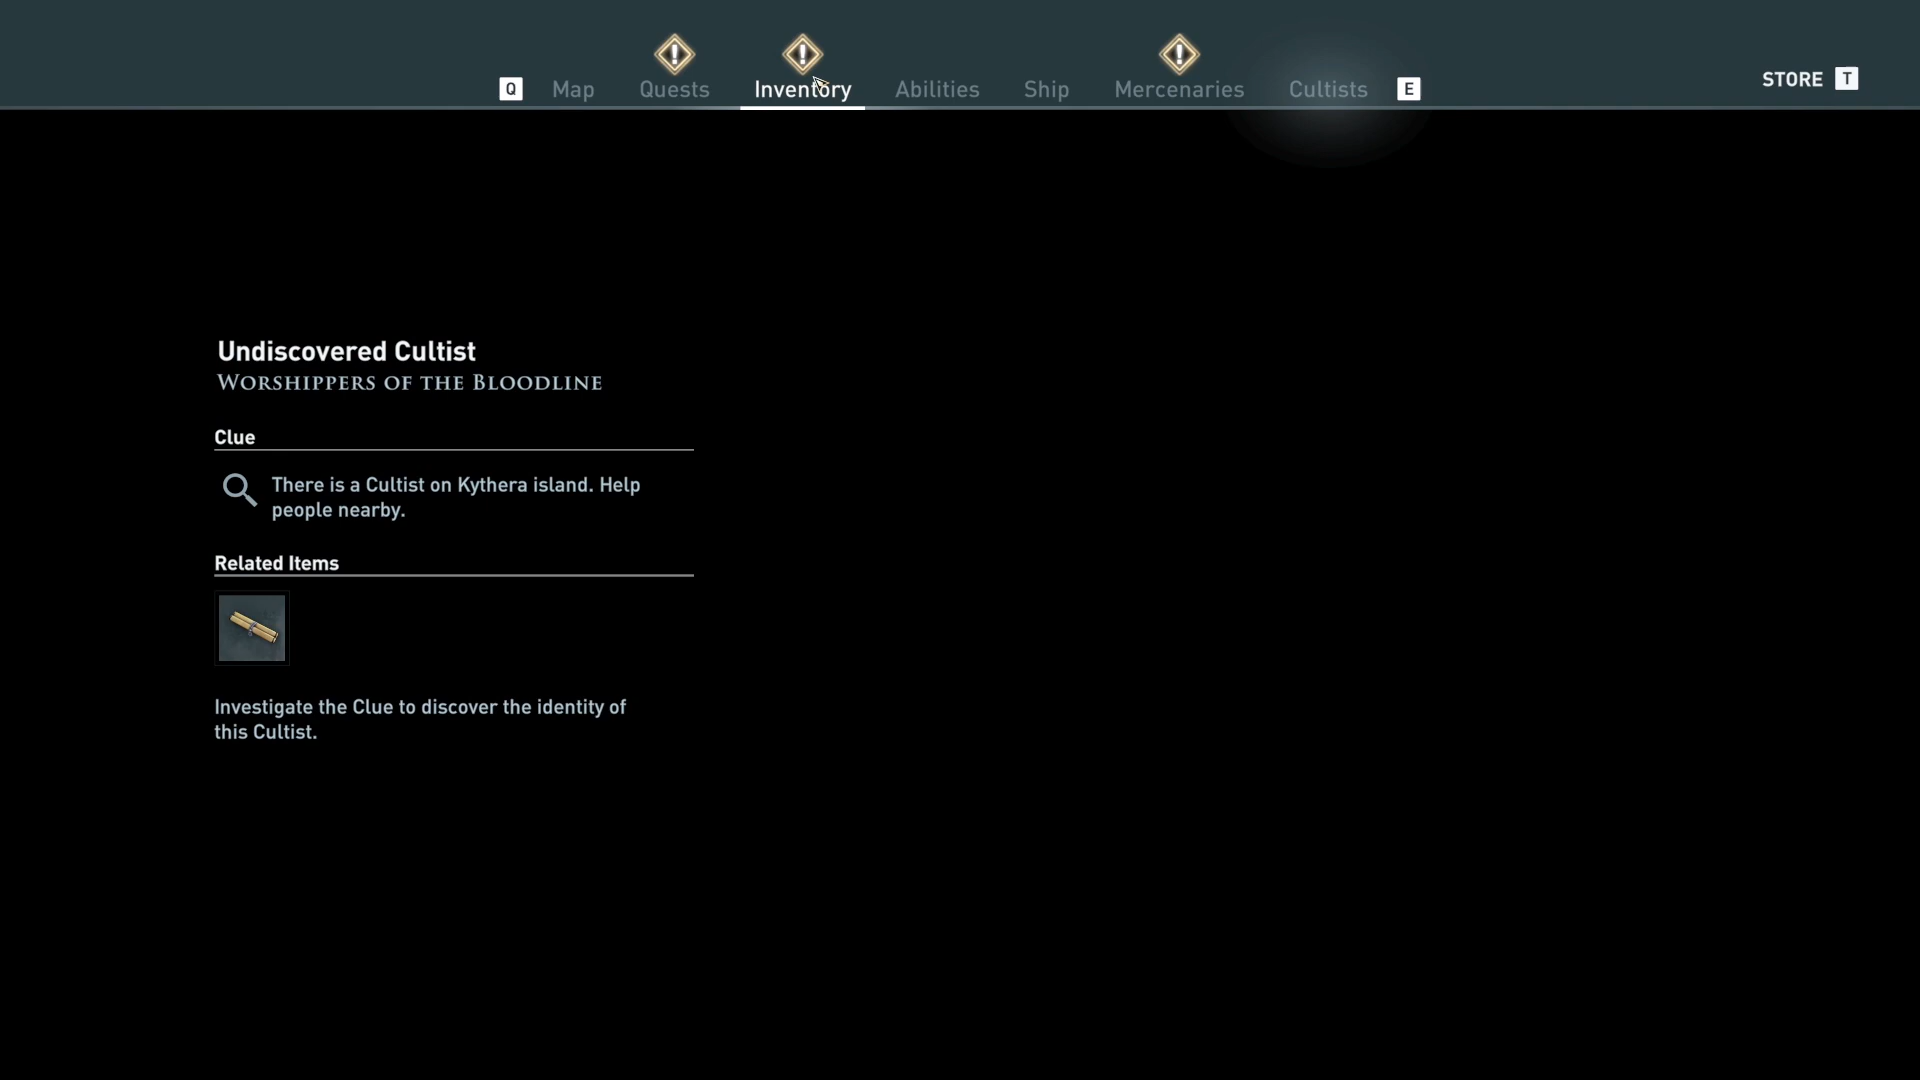 Q Map Quests Inventory Abilities Ship Mercenaries Cultists E
STORE T
Undiscovered Cultist
WORSHIPPERS OF THE BLOODLINE
Clue
There is a Cultist on Kythera island. Help
people nearby.
Related Items
Investigate the Clue to discover the identity of
this Cultist.